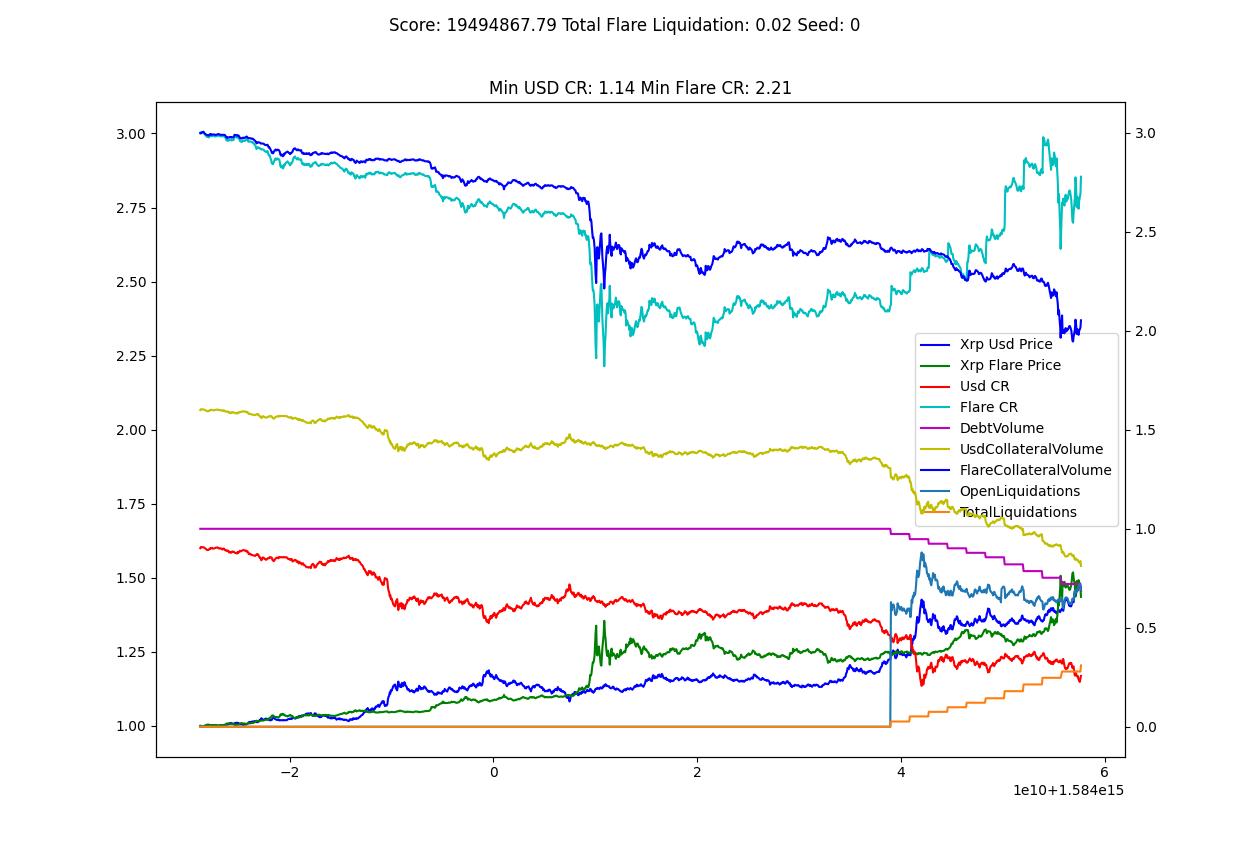 Score: 19494867.79 Total Flare Liquidation: 0.02 Seed: 0
Min USD CR: 1.14 Min Flare CR: 2.21
3.00
2.75
2.50
2.25
2.00
1.75
1.50
1.25
1.00
3.0
2.5
2.0
1.5
1.0
0.5
0.0
Xrp Usd Price
Xrp Flare Price
Usd CR
Flare CR
DebtVolume
UsdCollateralVolume
FlareCollateralVolume
OpenLiquidations
TotalLiquidations
−2 0 2 4 6
1e10+1.584e15